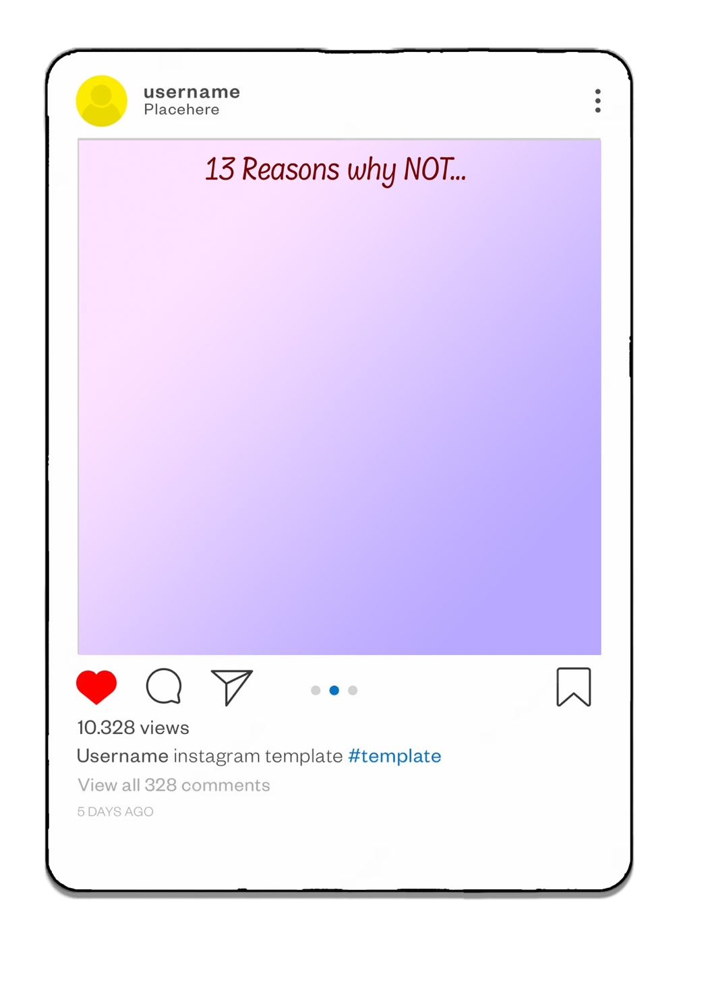 username
Placehere
13 Reasons why NOT...
10.328 views
Username instagram template #template
View all 328 comments
5 DAYS AGO